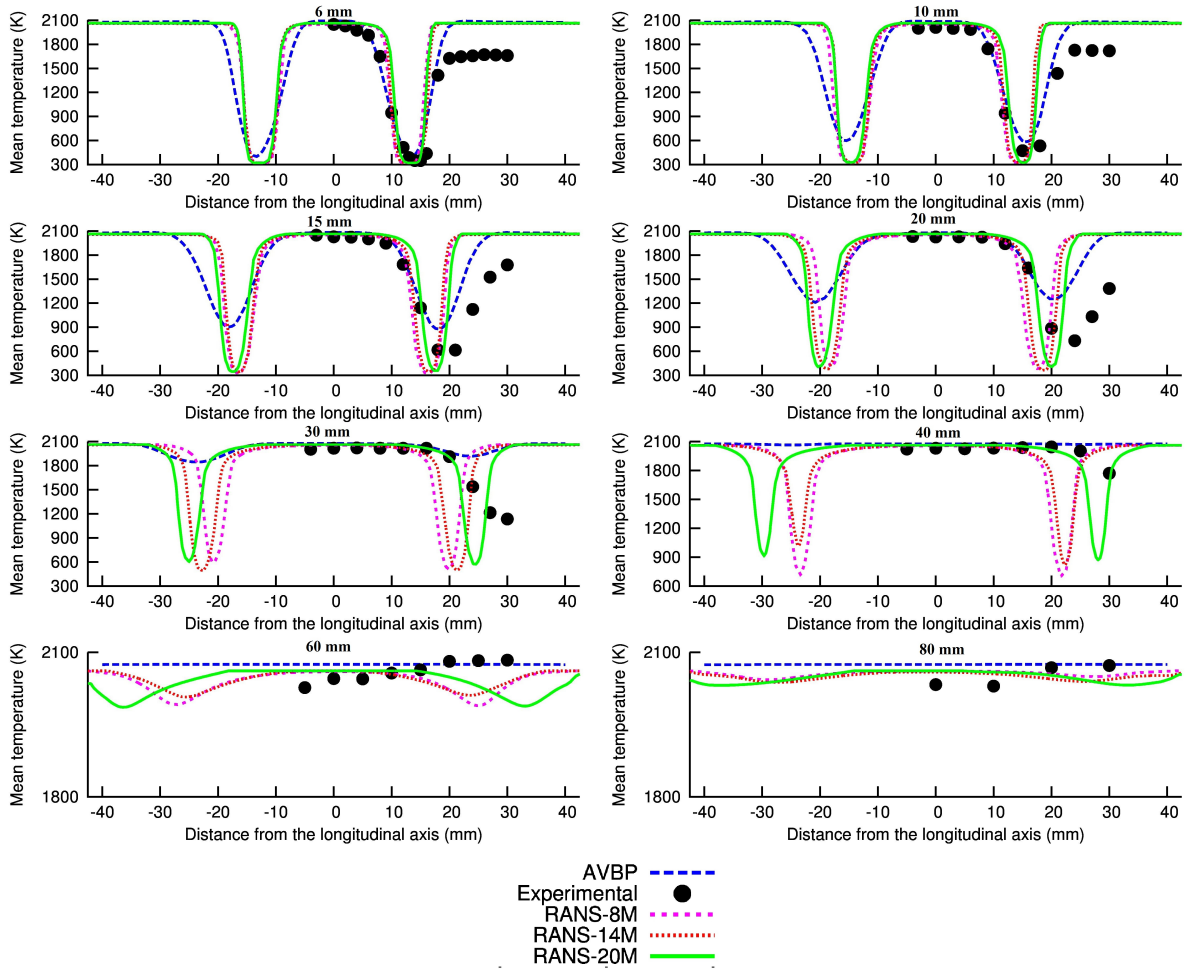 6 mm
Mean temperature (K)
2100
1800
1500
1200
900
600
300
-40 -30 -20 -10 0 10 20 30 40
Distance from the longitudinal axis (mm)
10 mm
Mean temperature (K)
2100
1800
1500
1200
900
600
300
-40 -30 -20 -10 0 10 20 30 40
Distance from the longitudinal axis (mm)
15 mm
Mean temperature (K)
2100
1800
1500
1200
900
600
300
-40 -30 -20 -10 0 10 20 30 40
Distance from the longitudinal axis (mm)
20 mm
Mean temperature (K)
2100
1800
1500
1200
900
600
300
-40 -30 -20 -10 0 10 20 30 40
Distance from the longitudinal axis (mm)
30 mm
Mean temperature (K)
2100
1800
1500
1200
900
600
300
-40 -30 -20 -10 0 10 20 30 40
Distance from the longitudinal axis (mm)
40 mm
Mean temperature (K)
2100
1800
1500
1200
900
600
-40 -30 -20 -10 0 10 20 30 40
Distance from the longitudinal axis (mm)
60 mm
Mean temperature (K)
2100
1800
-40 -30 -20 -10 0 10 20 30 40
Distance from the longitudinal axis (mm)
80 mm
Mean temperature (K)
2100
1800
-40 -30 -20 -10 0 10 20 30 40
Distance from the longitudinal axis (mm)
AVBP
Experimental
RANS-8M
RANS-14M
RANS-20M